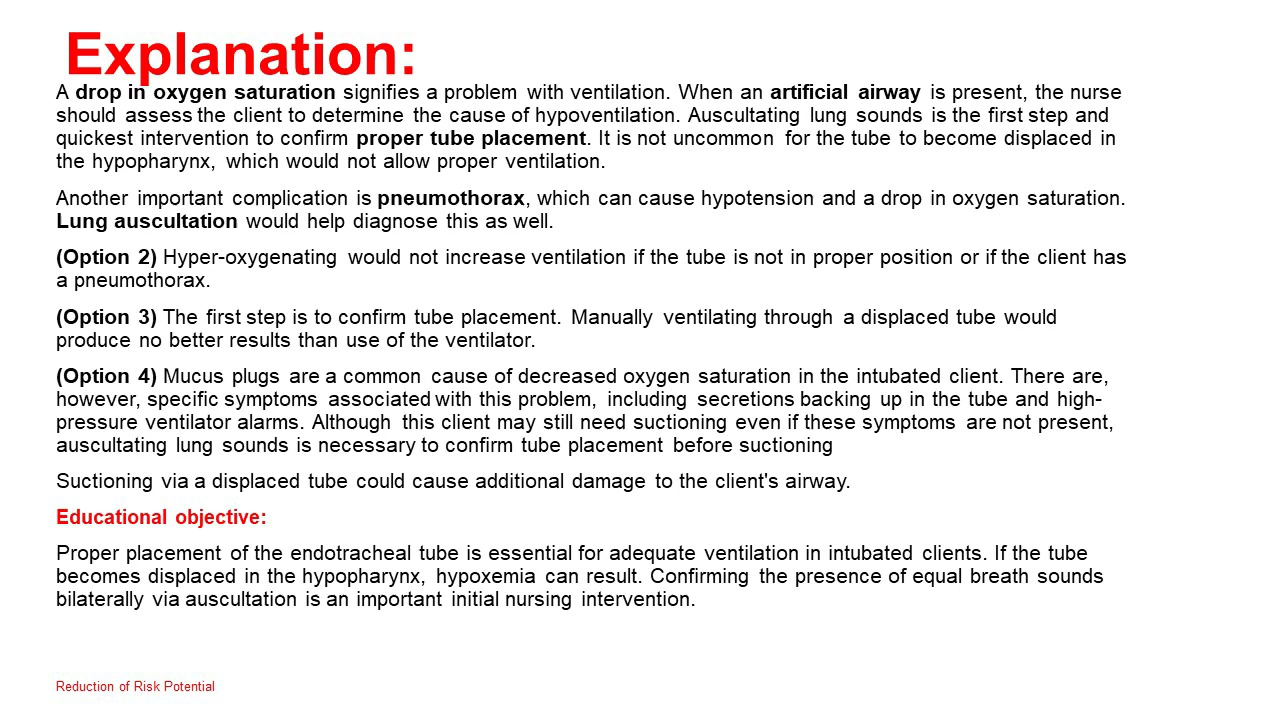 Explanation:
A drop in oxygen saturation signifies a problem with ventilation. When an artificial airway is present, the nurse
should assess the client to determine the cause of hypoventilation. Auscultating lung sounds is the first step and
quickest intervention to confirm proper tube placement. It is not uncommon for the tube to become displaced in
the hypopharynx, which would not allow proper ventilation.
Another important complication is pneumothorax, which can cause hypotension and a drop in oxygen saturation.
Lung auscultation would help diagnose this as well.
(Option 2) Hyper-oxygenating would not increase ventilation if the tube is not in proper position or if the client has
a pneumothorax.
(Option 3) The first step is to confirm tube placement. Manually ventilating through a displaced tube would
produce no better results than use of the ventilator.
(Option 4) Mucus plugs are a common cause of decreased oxygen saturation in the intubated client. There are,
however, specific symptoms associated with this problem, including secretions backing up in the tube and high-
pressure ventilator alarms. Although this client may still need suctioning even if these symptoms are not present,
auscultating lung sounds is necessary to confirm tube placement before suctioning
Suctioning via a displaced tube could cause additional damage to the client's airway.
Educational objective:
Proper placement of the endotracheal tube is essential for adequate ventilation in intubated clients. If the tube
becomes displaced in the hypopharynx, hypoxemia can result. Confirming the presence of equal breath sounds
bilaterally via auscultation is an important initial nursing intervention.
Reduction of Risk Potential